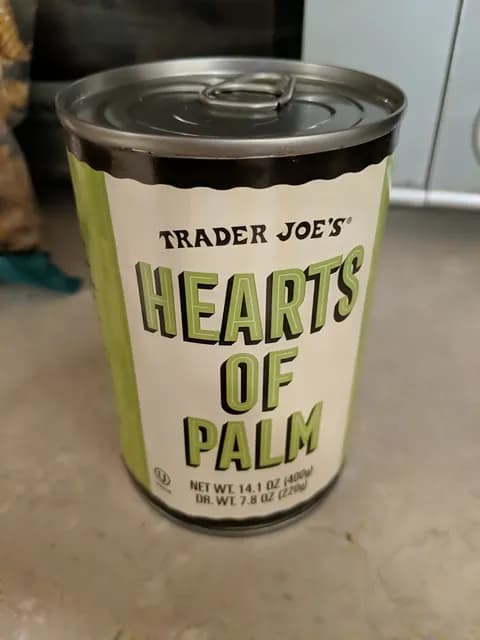 TRADER JOE'S®
HEARTS
OF
PALM
U
NET WT. 14.1 OZ (400g)
DR. WT. 7.8 OZ (220g)